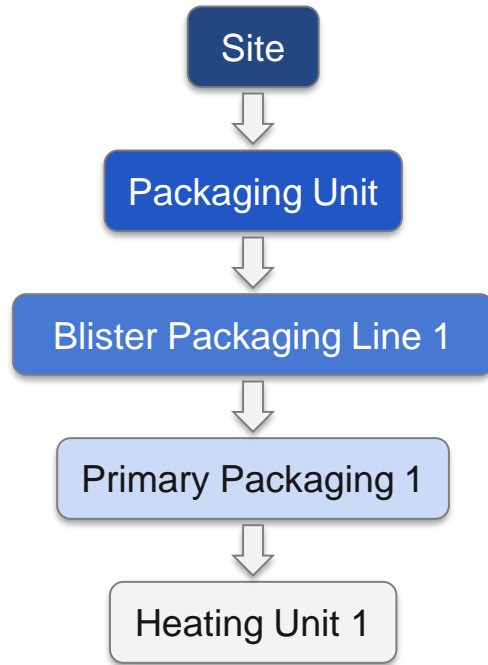 Site
Packaging Unit
Blister Packaging Line 1
Primary Packaging 1
Heating Unit 1